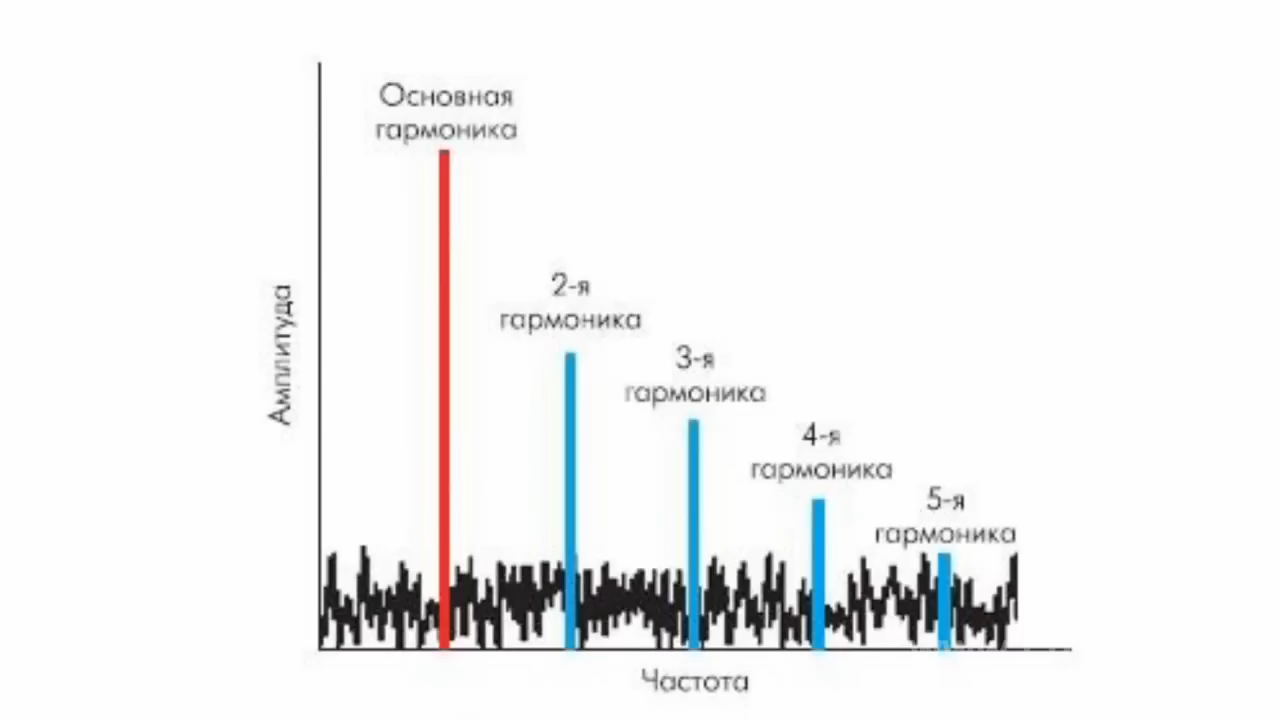 Основная
гармоника
2-я
гармоника
3-я
гармоника
4-я
гармоника
5-я
гармоника
Амплитуда
Частота